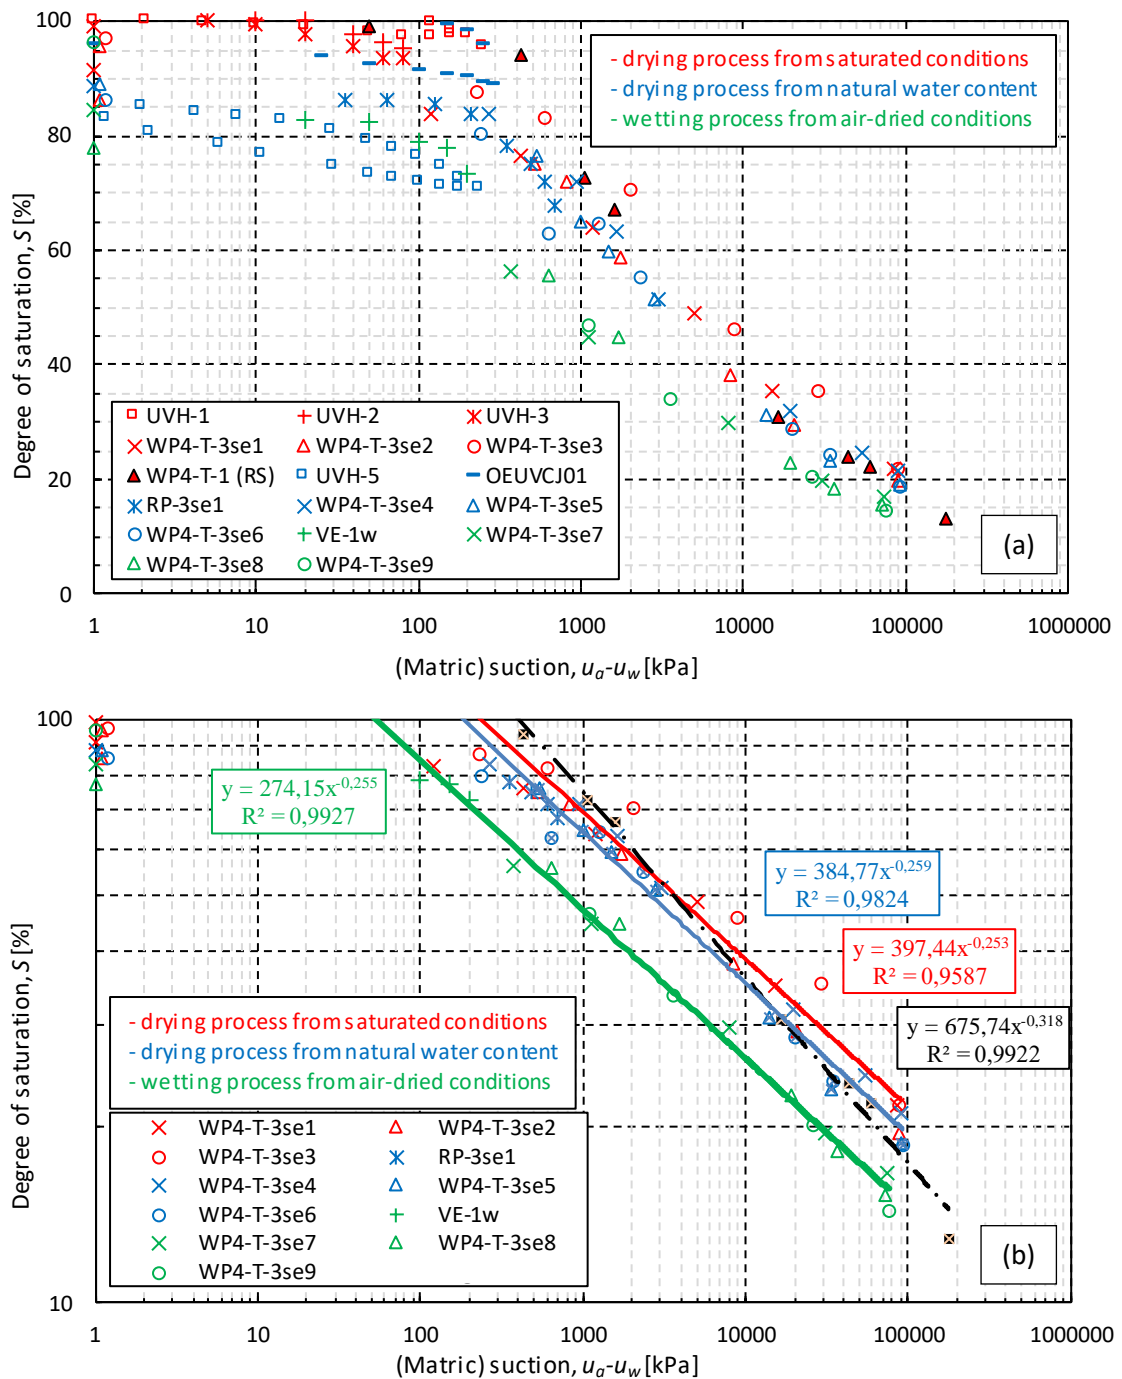 100
80
60
40
20
0
Degree of saturation, S [%]
- drying process from saturated conditions
- drying process from natural water content
- wetting process from air-dried conditions
UVH-1 UVH-2 UVH-3
WP4-T-3se1 WP4-T-3se2 WP4-T-3se3
WP4-T-1 (RS) UVH-5 OEUVCJ01
RP-3se1 WP4-T-3se4 WP4-T-3se5
WP4-T-3se6 VE-1w WP4-T-3se7
WP4-T-3se8 WP4-T-3se9
(a)
1 10 100 1000 10000 100000 1000000
(Matric) suction, ua-uw [kPa]
100
10
Degree of saturation, S [%]
y = 274,15x-0,255
R² = 0,9927
y = 384,77x-0,259
R² = 0,9824
y = 397,44x-0,253
R² = 0,9587
y = 675,74x-0,318
R² = 0,9922
- drying process from saturated conditions
- drying process from natural water content
- wetting process from air-dried conditions
WP4-T-3se1 WP4-T-3se2
WP4-T-3se3 RP-3se1
WP4-T-3se4 WP4-T-3se5
WP4-T-3se6 VE-1w
WP4-T-3se7 WP4-T-3se8
WP4-T-3se9
(b)
1 10 100 1000 10000 100000 1000000
(Matric) suction, ua-uw [kPa]